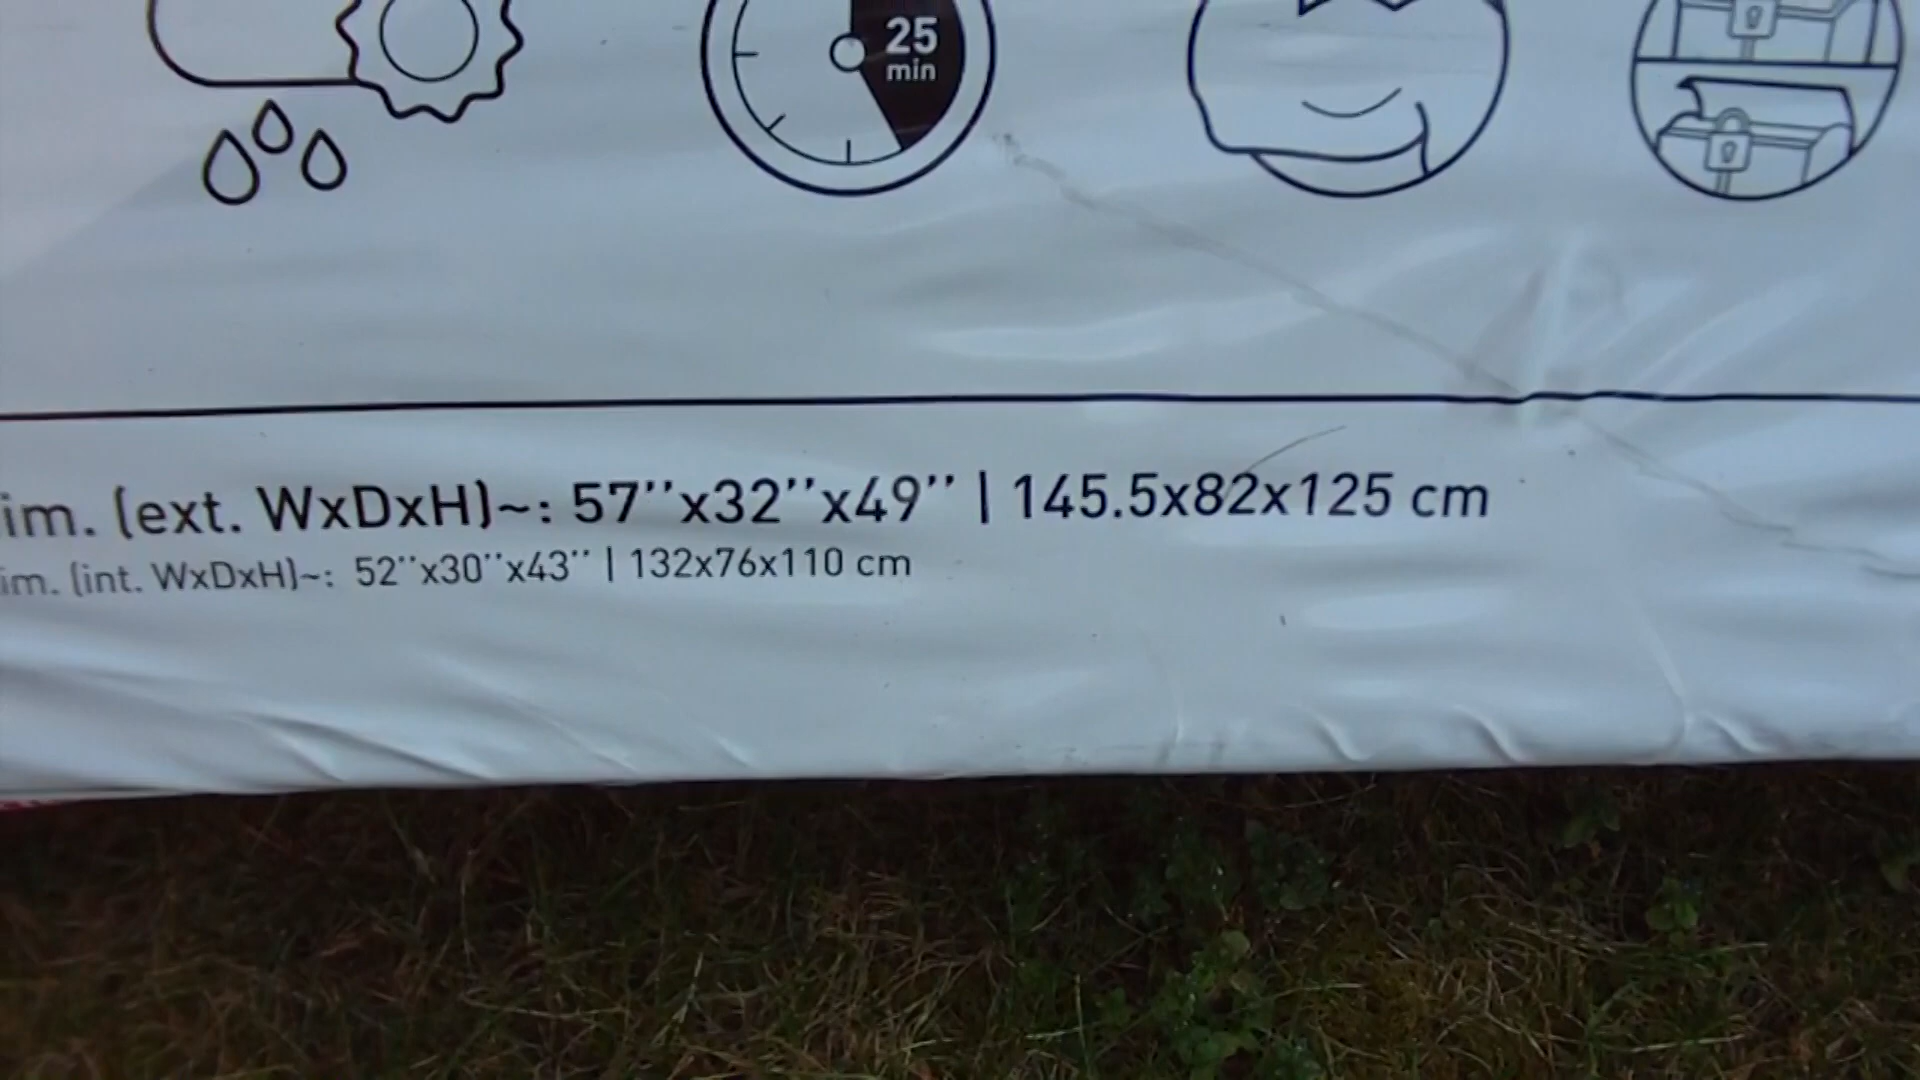 25
min
im. (ext. WxDxH)~: 57''x32''x49'' | 145.5x82x125 cm
im. (int. WxDxH)~: 52''x30''x43'' | 132x76x110 cm